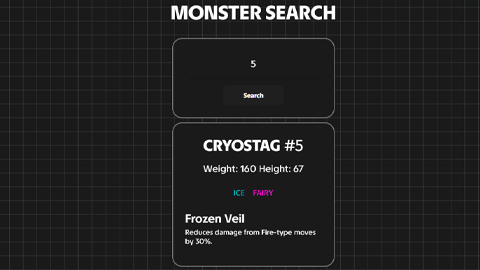 MONSTER SEARCH
5
Search
CRYOSTAG #5
Weight: 160 Height: 67
ICE FAIRY
Frozen Veil
Reduces damage from Fire-type moves
by 30%.